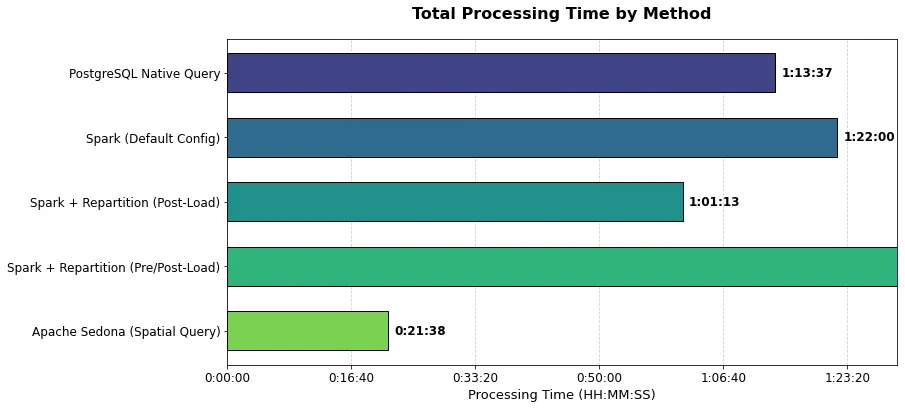 Total Processing Time by Method
PostgreSQL Native Query
1:13:37
Spark (Default Config)
1:22:00
Spark + Repartition (Post-Load)
1:01:13
Spark + Repartition (Pre/Post-Load)
Apache Sedona (Spatial Query)
0:21:38
0:00:00 0:16:40 0:33:20 0:50:00 1:06:40 1:23:20
Processing Time (HH:MM:SS)